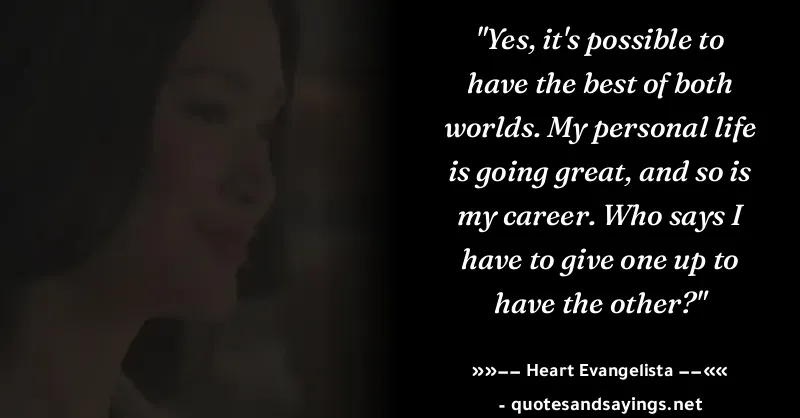 "Yes, it's possible to
have the best of both
worlds. My personal life
is going great, and so is
my career. Who says I
have to give one up to
have the other?"
»»–– Heart Evangelista ––««
- quotesandsayings.net